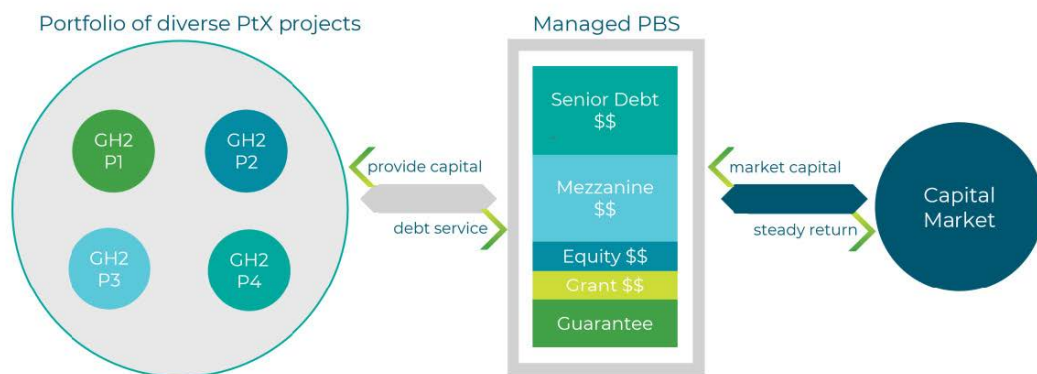 Portfolio of diverse PtX projects
GH2
P1
GH2
P2
GH2
P3
GH2
P4
provide capital
debt service
Managed PBS
Senior Debt
$$
Mezzanine
$$
Equity $$
Grant $$
Guarantee
market capital
steady return
Capital
Market